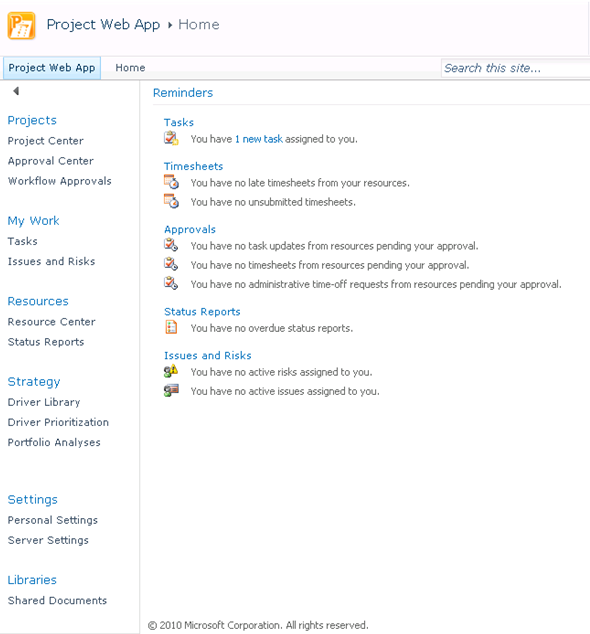 Project Web App ▸ Home
Project Web App Home
Search this site...
Projects
Project Center
Approval Center
Workflow Approvals
My Work
Tasks
Issues and Risks
Resources
Resource Center
Status Reports
Strategy
Driver Library
Driver Prioritization
Portfolio Analyses
Settings
Personal Settings
Server Settings
Libraries
Shared Documents
Reminders
Tasks
You have 1 new task assigned to you.
Timesheets
You have no late timesheets from your resources.
You have no unsubmitted timesheets.
Approvals
You have no task updates from resources pending your approval.
You have no timesheets from resources pending your approval.
You have no administrative time-off requests from resources pending your approval.
Status Reports
You have no overdue status reports.
Issues and Risks
You have no active risks assigned to you.
You have no active issues assigned to you.
© 2010 Microsoft Corporation. All rights reserved.